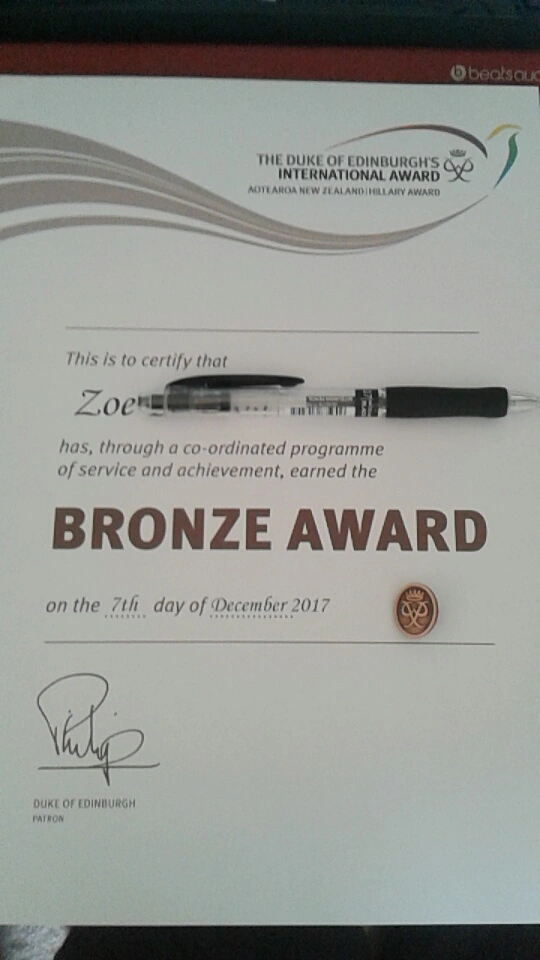 beatsaud
THE DUKE OF EDINBURGH'S
INTERNATIONAL AWARD
AOTEAROA NEW ZEALAND | HILLARY AWARD
This is to certify that
Zoe
has, through a co-ordinated programme
of service and achievement, earned the
BRONZE AWARD
on the 7th day of December 2017
Philip
DUKE OF EDINBURGH
PATRON